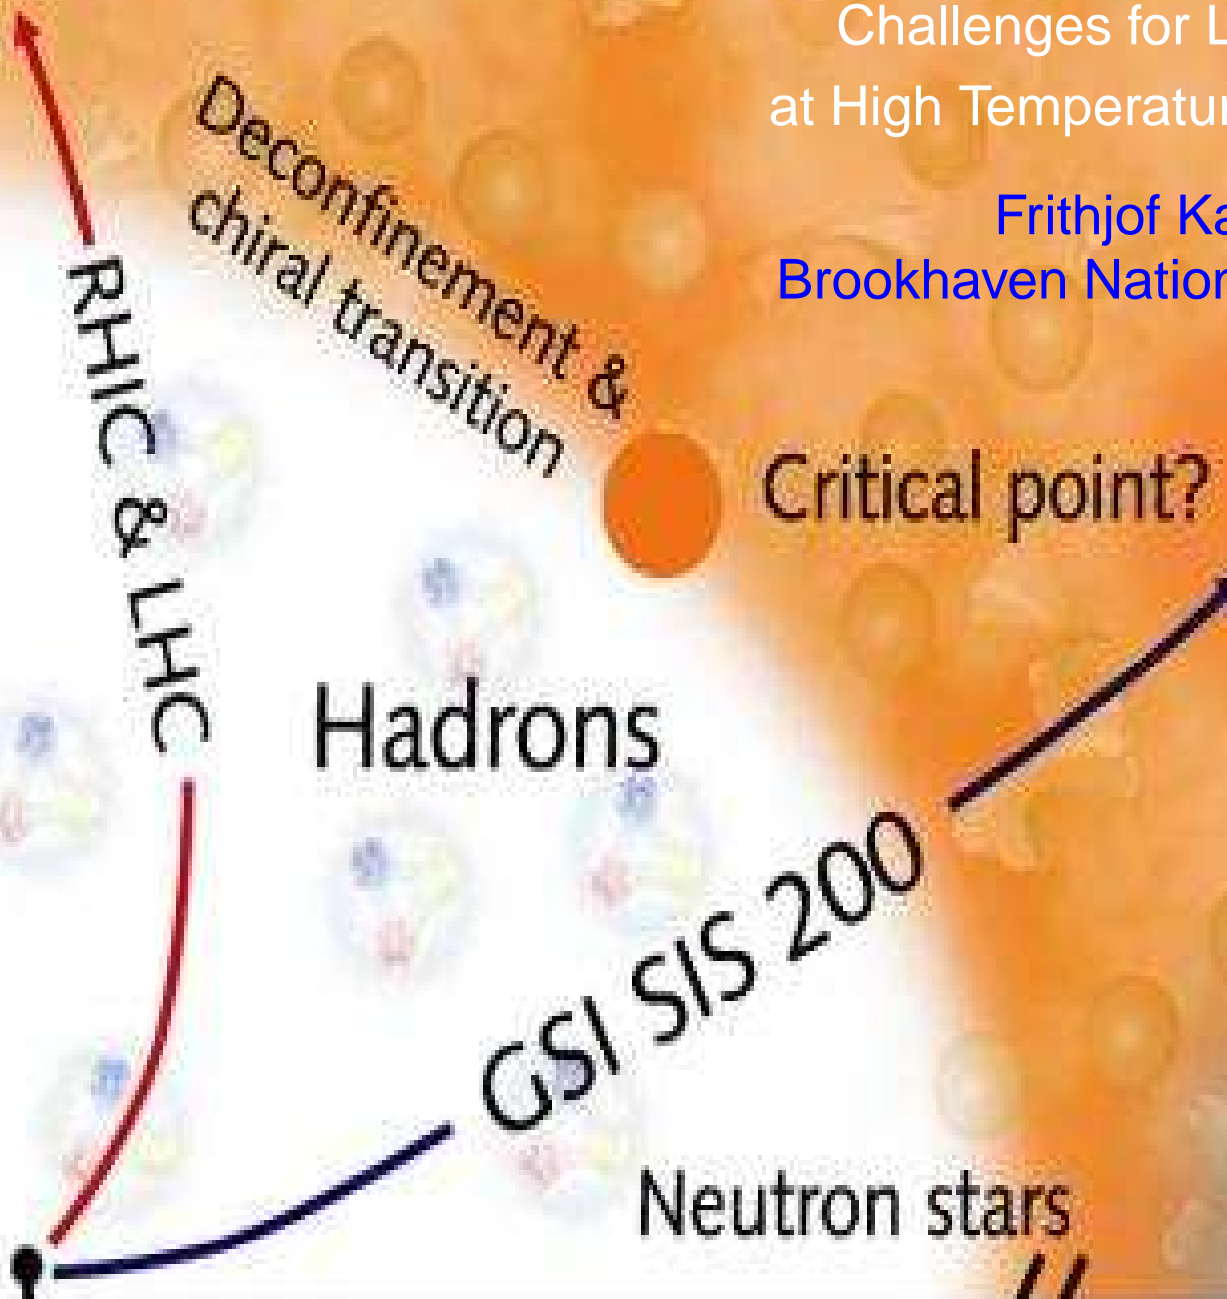 Challenges for L
at High Temperatur
Frithjof Ka
Brookhaven Nation
Deconfinement &
chiral transition
RHIC & LHC
Critical point?
Hadrons
GSI SIS 200
Neutron stars